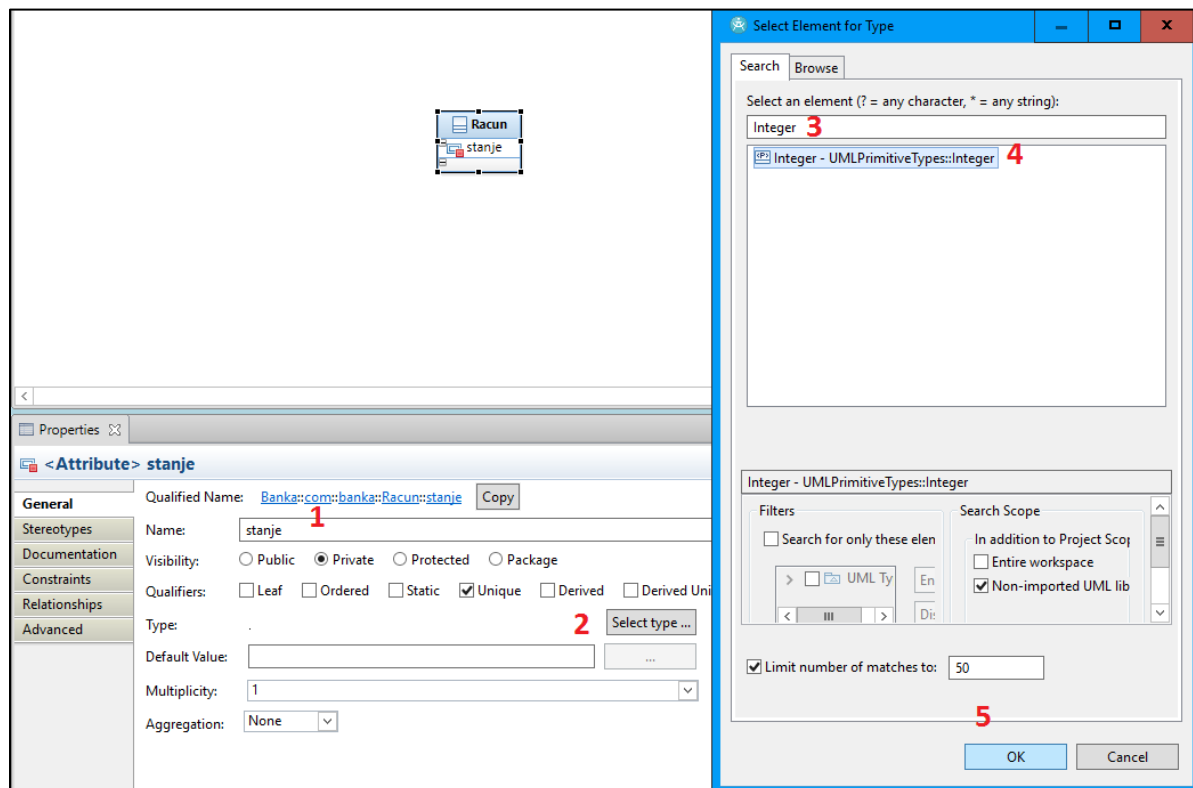 Racun
stanje
Properties
<Attribute> stanje
General
Stereotypes
Documentation
Constraints
Relationships
Advanced
Qualified Name: Banka::com::banka::Racun::stanje Copy
1
Name: stanje
Visibility: Public Private Protected Package
Qualifiers: Leaf Ordered Static Unique Derived Derived Uni
Type: . 2 Select type ...
Default Value: ...
Multiplicity: 1
Aggregation: None
Select Element for Type
Search Browse
Select an element (? = any character, * = any string):
Integer 3
Integer - UMLPrimitiveTypes::Integer 4
Integer - UMLPrimitiveTypes::Integer
Filters
Search for only these elem
UML Ty
En
Dis
Search Scope
In addition to Project Scop
Entire workspace
Non-imported UML lib
Limit number of matches to: 50
5
OK Cancel